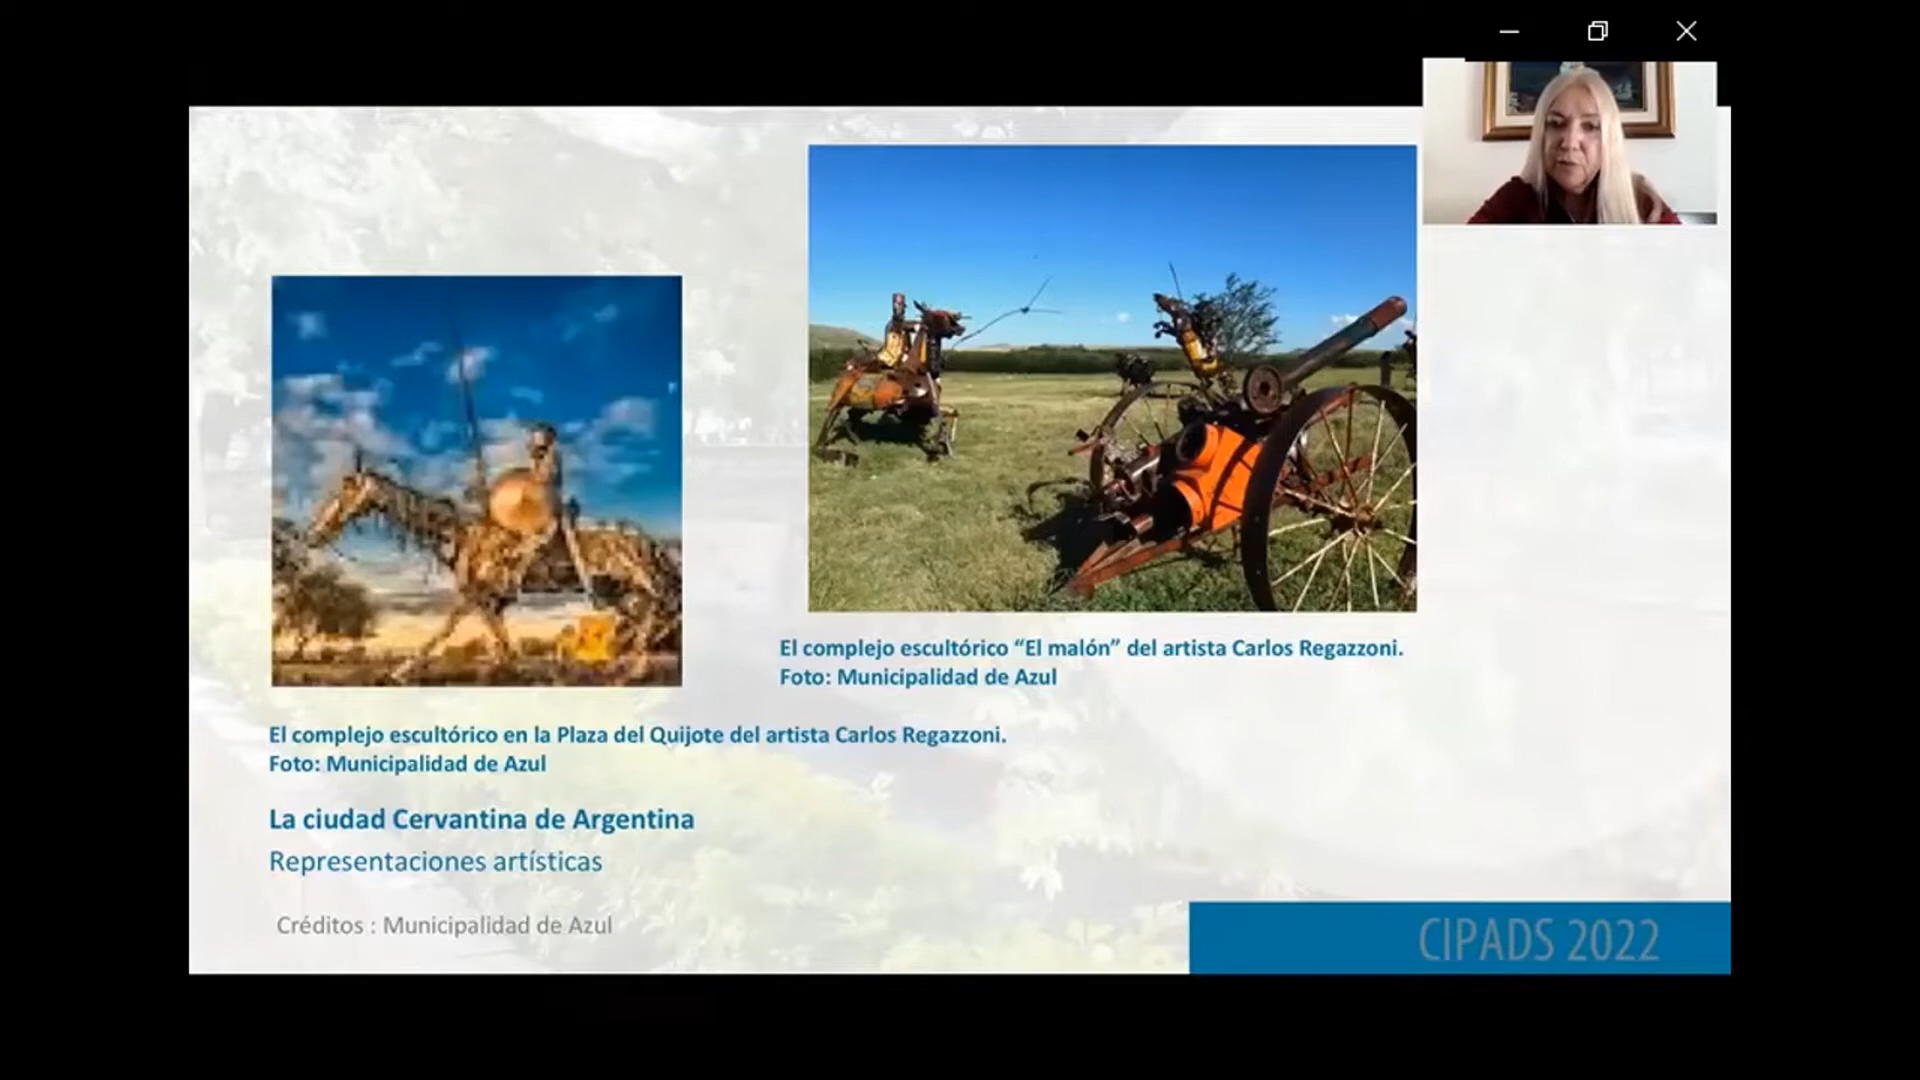 El complejo escultórico “El malón” del artista Carlos Regazzoni.
Foto: Municipalidad de Azul
El complejo escultórico en la Plaza del Quijote del artista Carlos Regazzoni.
Foto: Municipalidad de Azul
La ciudad Cervantina de Argentina
Representaciones artísticas
Créditos : Municipalidad de Azul
CIPADS 2022